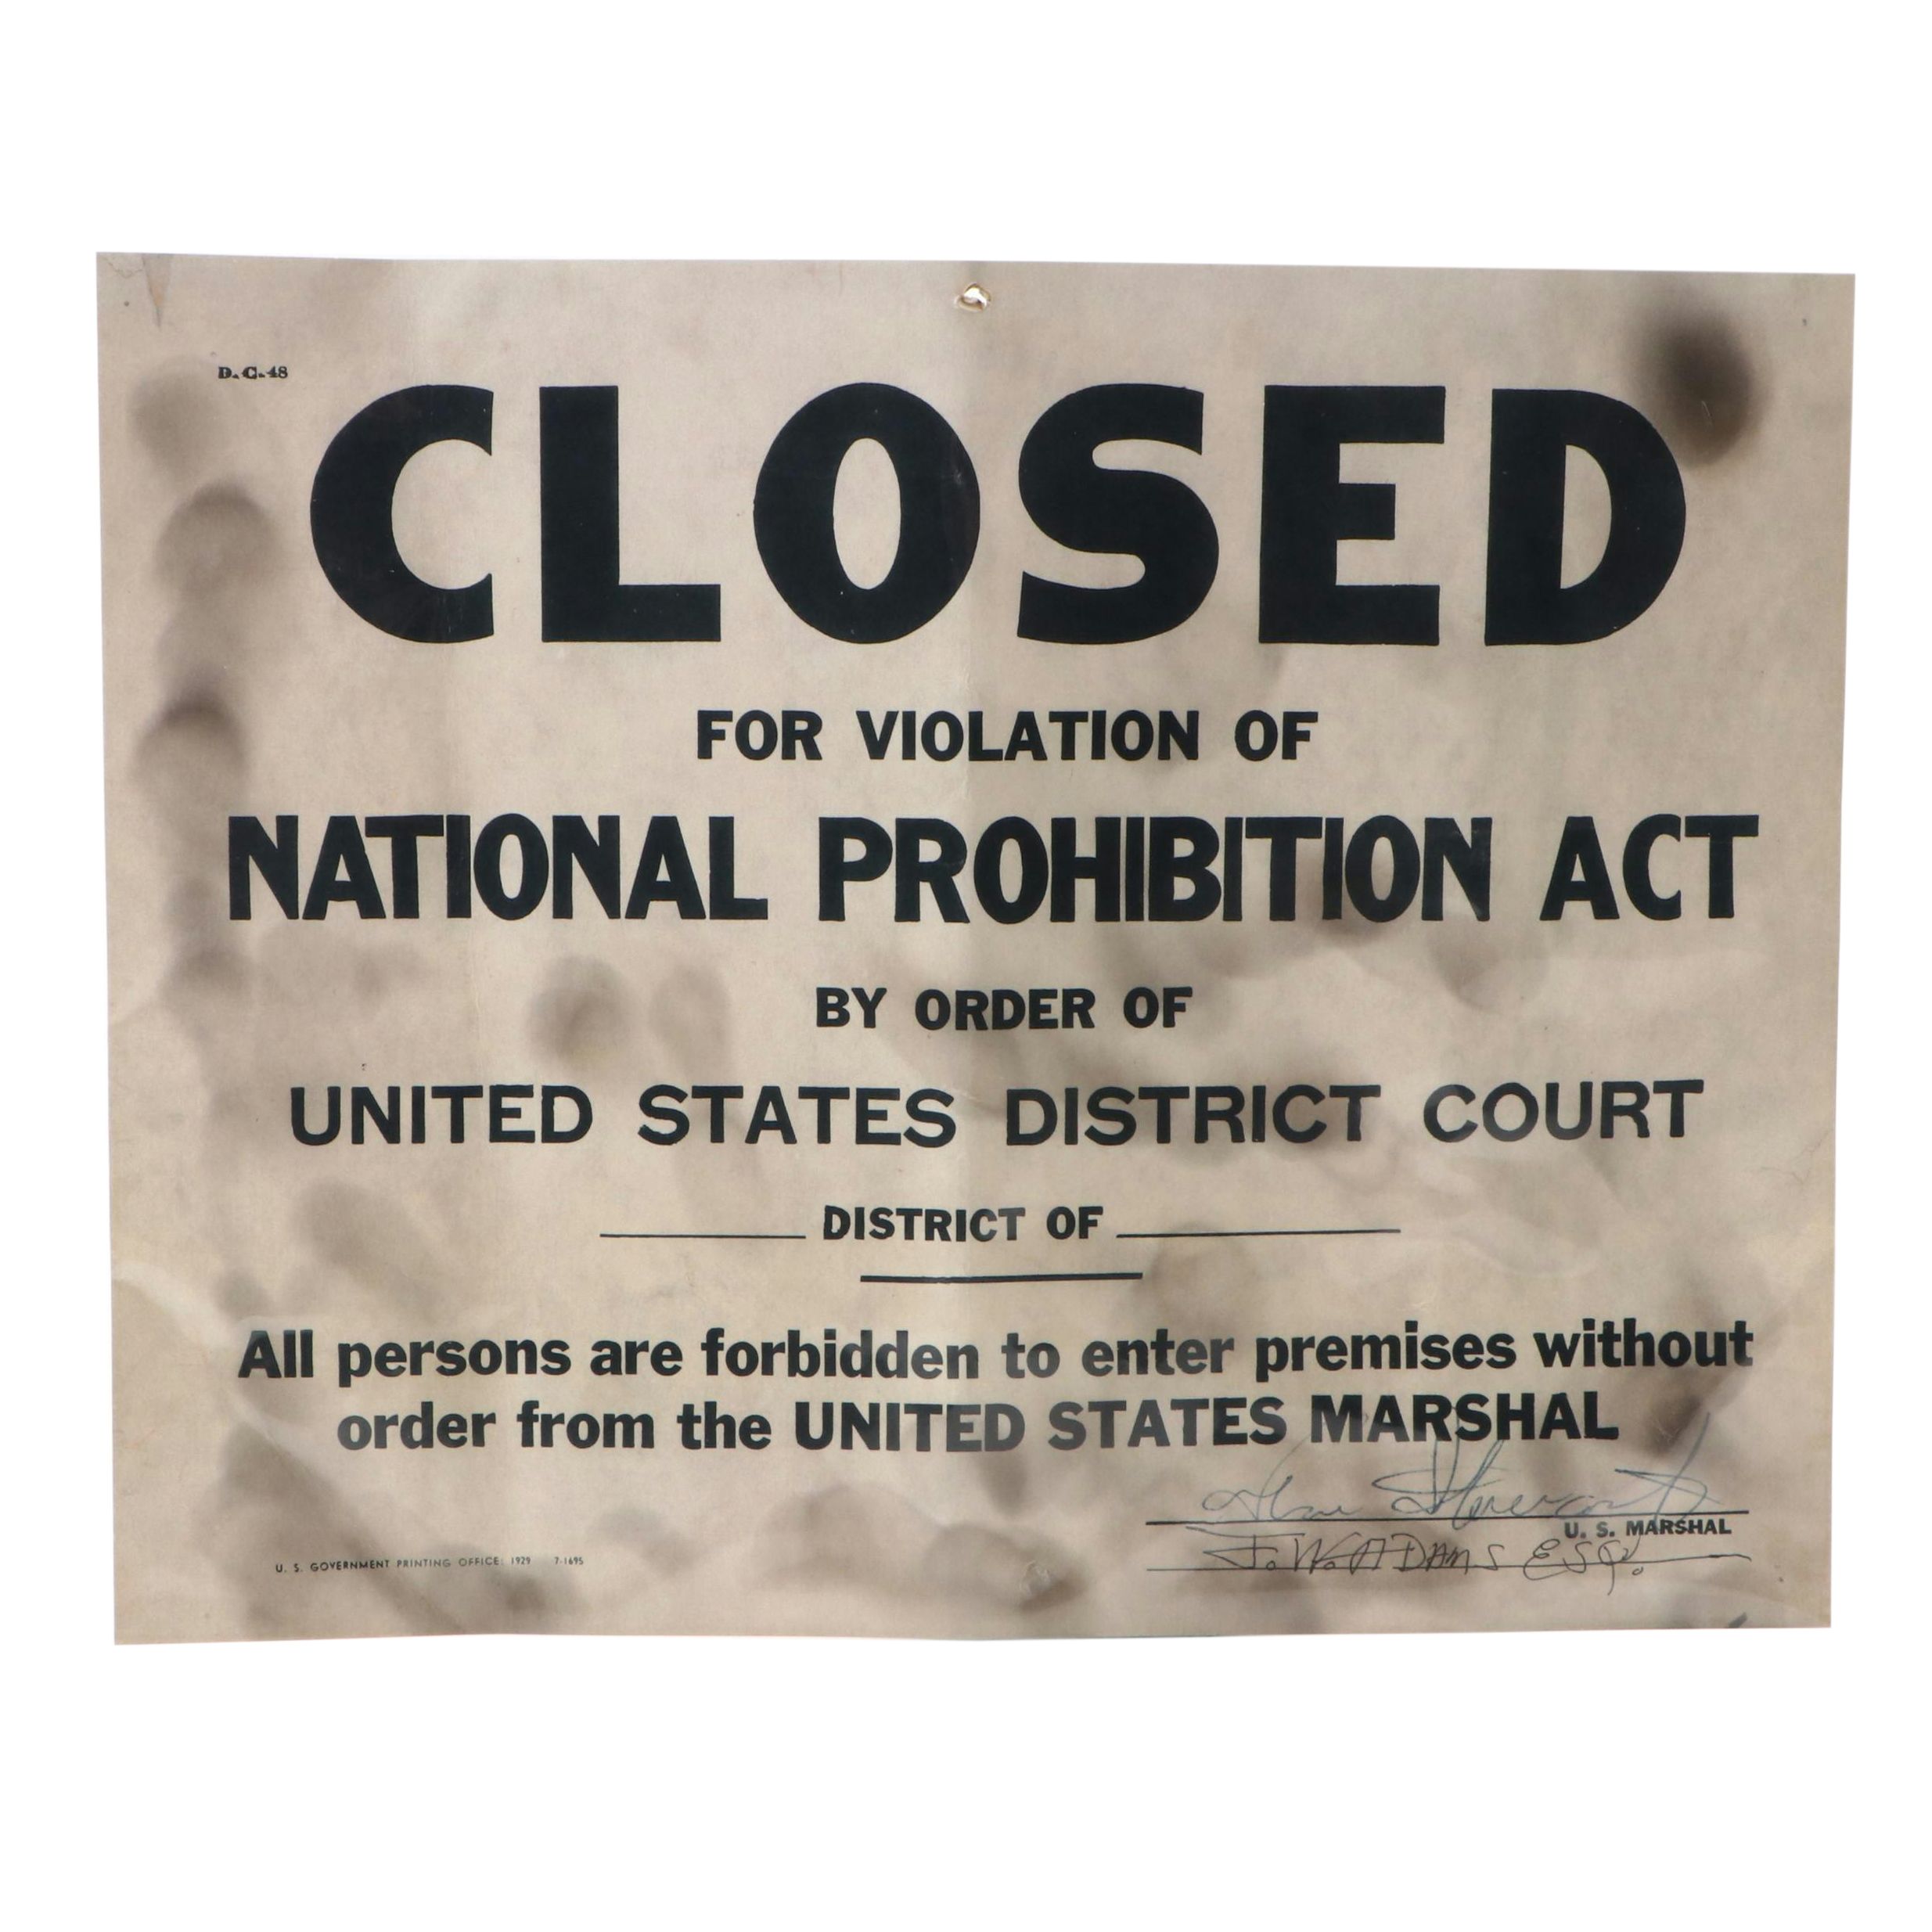 D.C.48
CLOSED
FOR VIOLATION OF
NATIONAL PROHIBITION ACT
BY ORDER OF
UNITED STATES DISTRICT COURT
DISTRICT OF
All persons are forbidden to enter premises without
order from the UNITED STATES MARSHAL
U. S. MARSHAL
J. W. ADAMS ESQ.
U. S. GOVERNMENT PRINTING OFFICE: 1929 7-1695